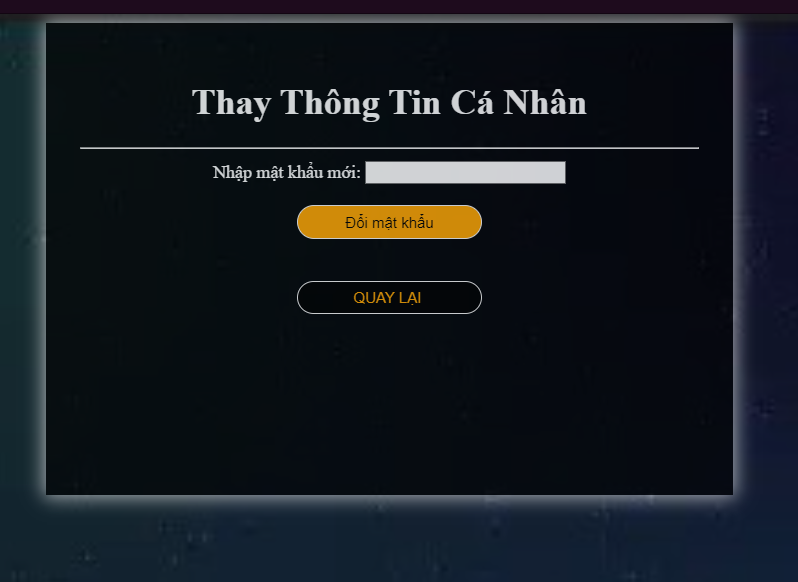 Thay Thông Tin Cá Nhân
Nhập mật khẩu mới:
Đổi mật khẩu
QUAY LẠI